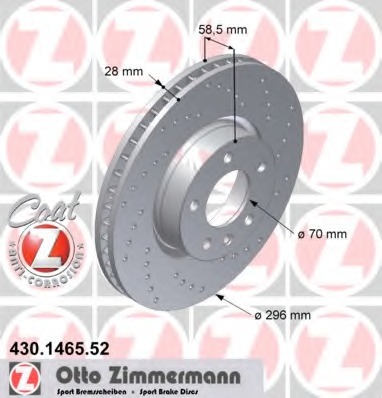 58,5 mm
28 mm
Coat
Z
ANTI-CORROSION
ø 70 mm
ø 296 mm
430.1465.52
Z
Otto Zimmermann
Sport Bremsscheiben • Sport Brake Discs